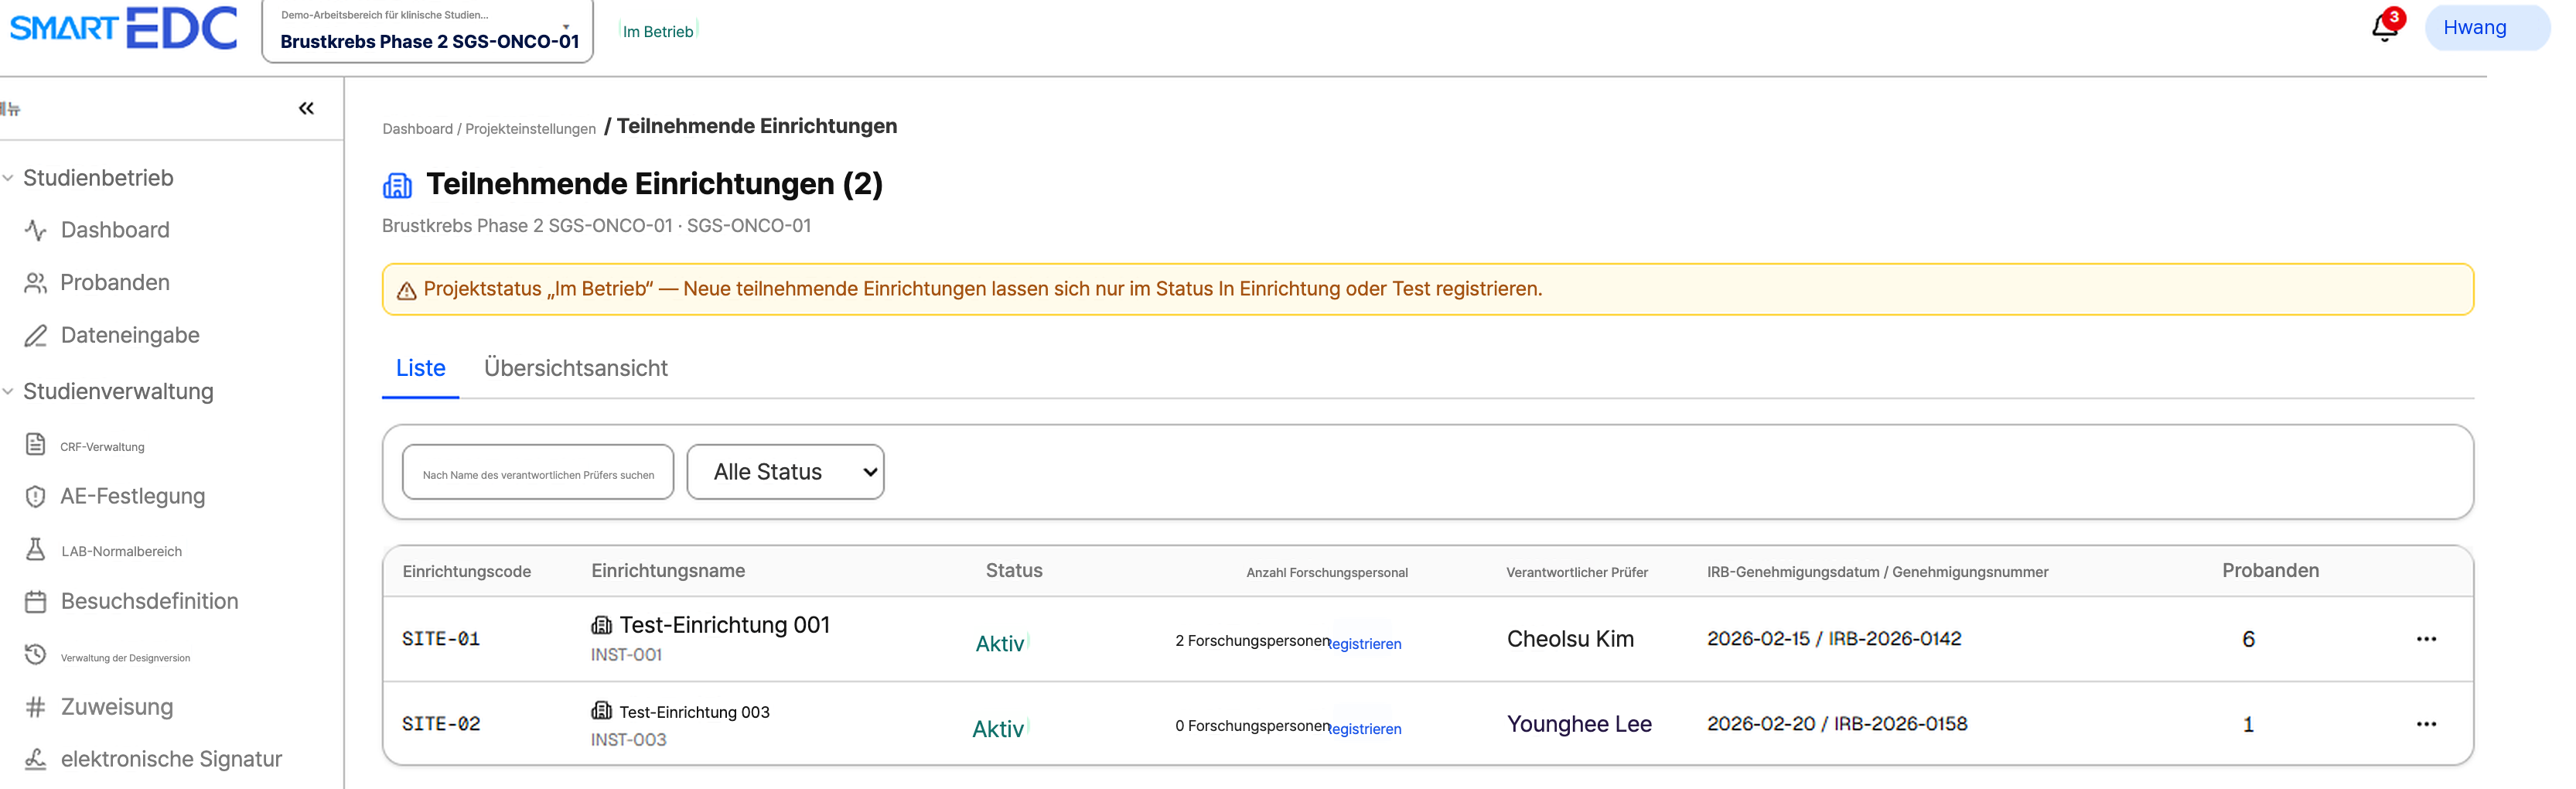 SMART EDC
Demo-Arbeitsbereich für klinische Studien...
Brustkrebs Phase 2 SGS-ONCO-01
Im Betrieb
3
Hwang
Dashboard / Projekteinstellungen / Teilnehmende Einrichtungen
Studienbetrieb
Dashboard
Probanden
Dateneingabe
Studienverwaltung
CRF-Verwaltung
AE-Festlegung
LAB-Normalbereich
Besuchsdefinition
Verwaltung der Designversion
Zuweisung
elektronische Signatur
Teilnehmende Einrichtungen (2)
Brustkrebs Phase 2 SGS-ONCO-01 · SGS-ONCO-01
Projektstatus „Im Betrieb“ — Neue teilnehmende Einrichtungen lassen sich nur im Status In Einrichtung oder Test registrieren.
Liste Übersichtsansicht
Nach Name des verantwortlichen Prüfers suchen Alle Status
Einrichtungscode Einrichtungsname Status Anzahl Forschungspersonal Verantwortlicher Prüfer IRB-Genehmigungsdatum / Genehmigungsnummer Probanden
SITE-01 Test-Einrichtung 001 Aktiv 2 Forschungspersonen registrieren Cheolsu Kim 2026-02-15 / IRB-2026-0142 6
INST-001
SITE-02 Test-Einrichtung 003 Aktiv 0 Forschungspersonen registrieren Younghee Lee 2026-02-20 / IRB-2026-0158 1
INST-003